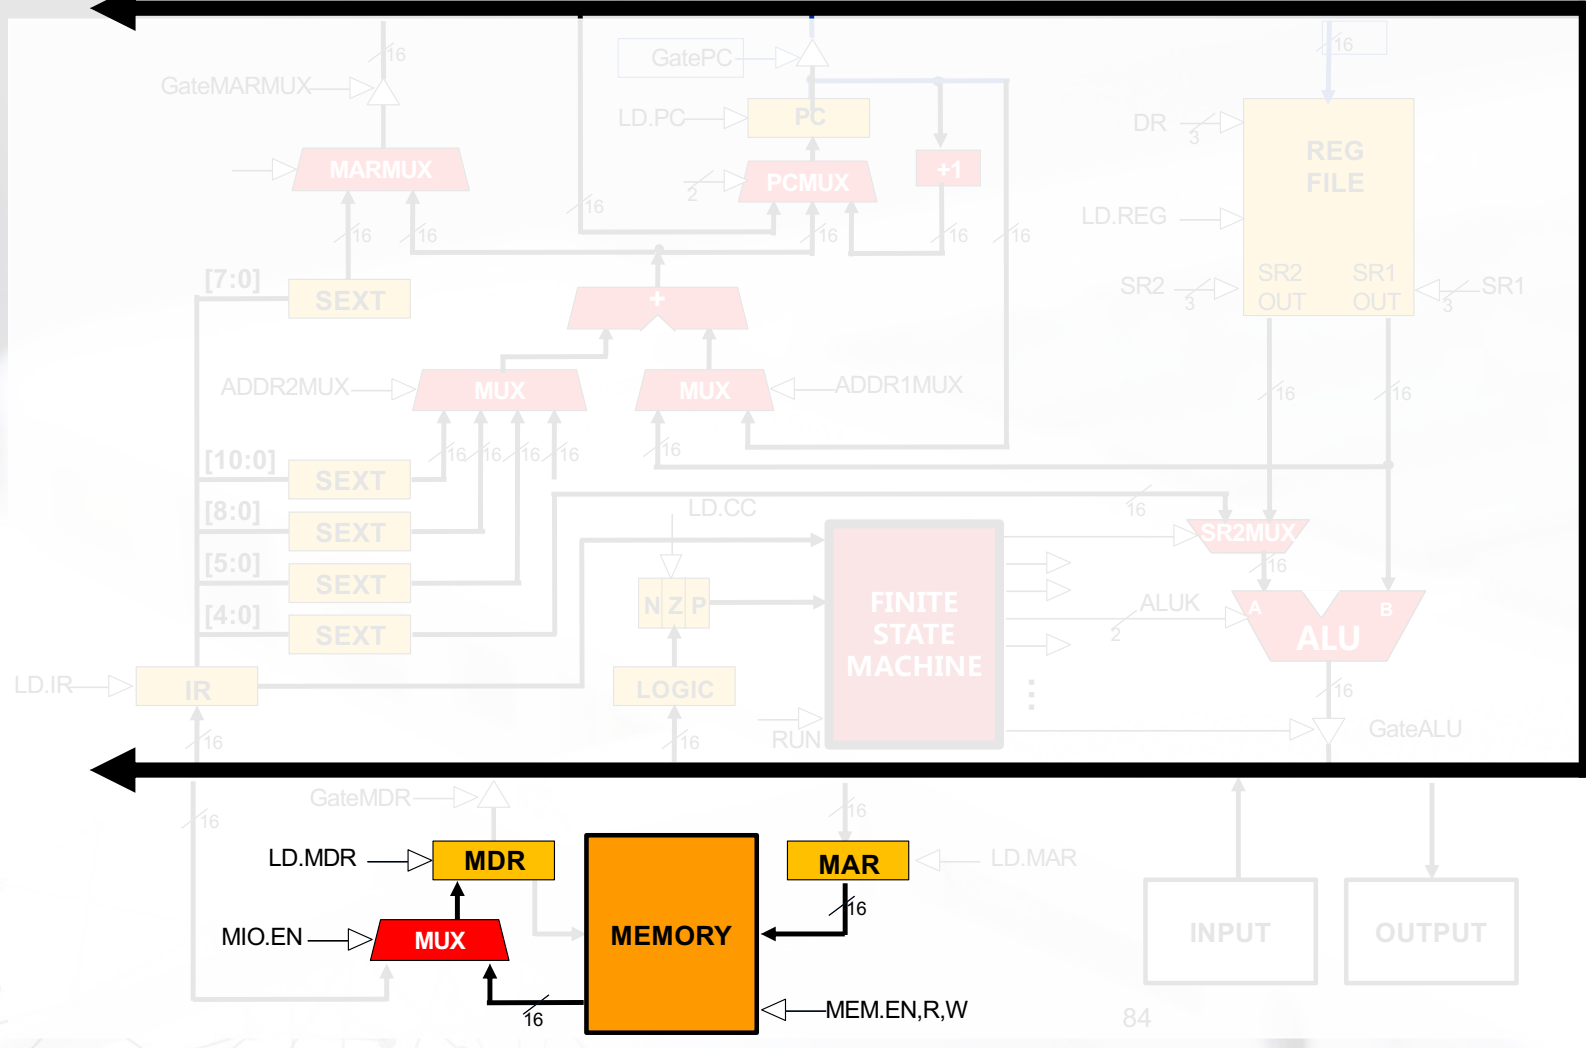 16
GatePC
16
GateMARMUX
LD.PC
PC
DR
3
REG
FILE
MARMUX
2
PCMUX
+1
16
LD.REG
16
16
16
16
16
[7:0]
SEXT
+
SR2
3
SR2
OUT
SR1
OUT
3
SR1
ADDR2MUX
MUX
MUX
ADDR1MUX
16
16
[10:0]
SEXT
16
16
16
16
16
[8:0]
SEXT
LD.CC
16
SR2MUX
[5:0]
SEXT
16
[4:0]
SEXT
N Z P
FINITE
STATE
MACHINE
ALUK
2
A
B
ALU
LD.IR
IR
LOGIC
16
16
16
RUN
GateALU
GateMDR
16
16
LD.MDR
MDR
MAR
LD.MAR
16
MIO.EN
MUX
MEMORY
INPUT
OUTPUT
16
MEM.EN,R,W
84